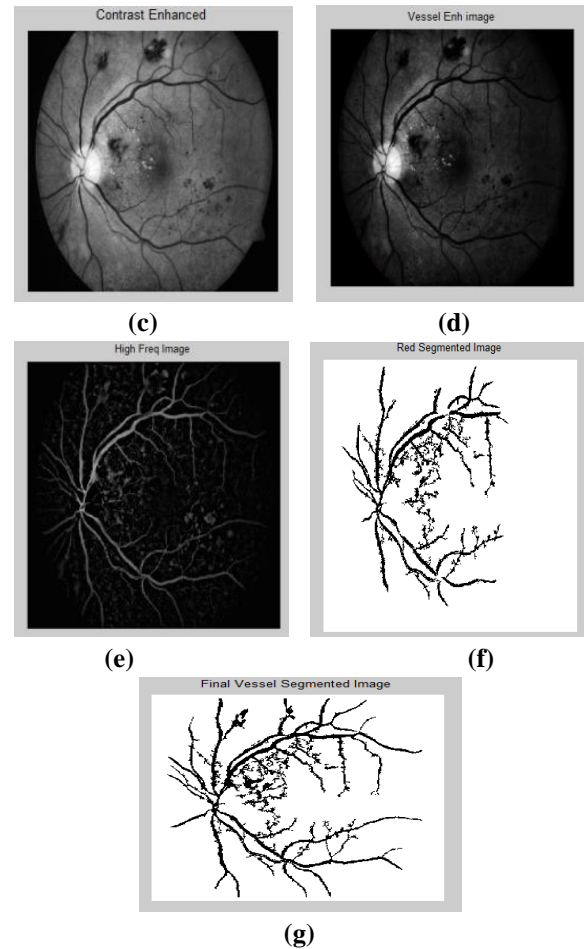 Contrast Enhanced
Vessel Enh image
(c)
(d)
High Freq Image
Red Segmented Image
(e)
(f)
Final Vessel Segmented Image
(g)